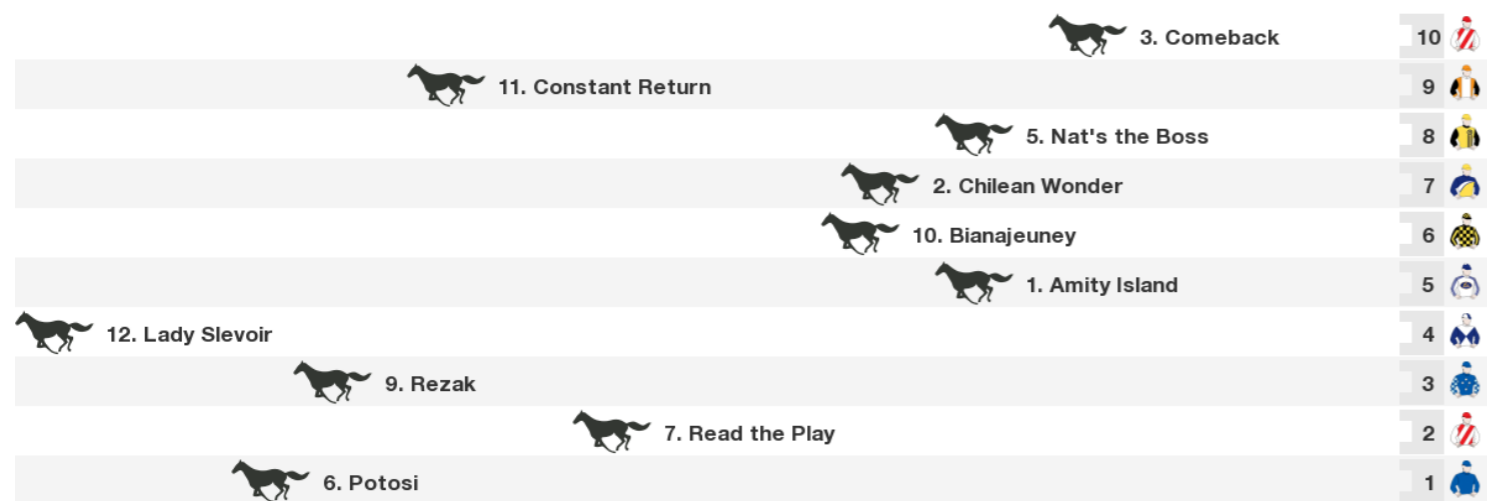 3. Comeback 10
11. Constant Return 9
5. Nat's the Boss 8
2. Chilean Wonder 7
10. Bianajeuney 6
1. Amity Island 5
12. Lady Slevoir 4
9. Rezak 3
7. Read the Play 2
6. Potosi 1